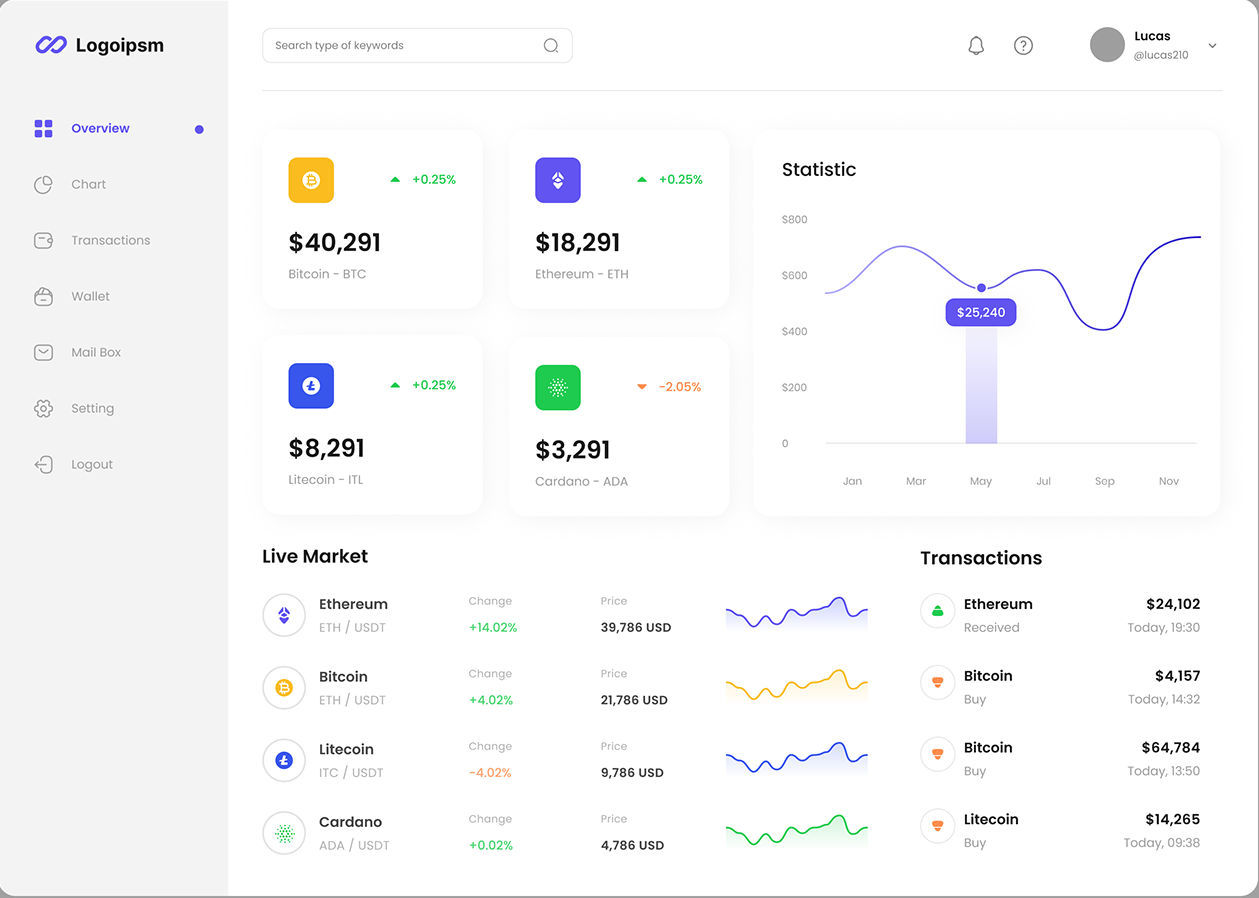 Logoipsm
Search type of keywords
Lucas
@lucas210
Overview
Chart
Transactions
Wallet
Mail Box
Setting
Logout
+0.25%
$40,291
Bitcoin - BTC
+0.25%
$18,291
Ethereum - ETH
+0.25%
$8,291
Litecoin - ITL
-2.05%
$3,291
Cardano - ADA
Statistic
$800
$600
$400
$200
0
$25,240
Jan Mar May Jul Sep Nov
Live Market
Ethereum Change Price
ETH / USDT +14.02% 39,786 USD
Bitcoin Change Price
ETH / USDT +4.02% 21,786 USD
Litecoin Change Price
ITC / USDT -4.02% 9,786 USD
Cardano Change Price
ADA / USDT +0.02% 4,786 USD
Transactions
Ethereum $24,102
Received Today, 19:30
Bitcoin $4,157
Buy Today, 14:32
Bitcoin $64,784
Buy Today, 13:50
Litecoin $14,265
Buy Today, 09:38